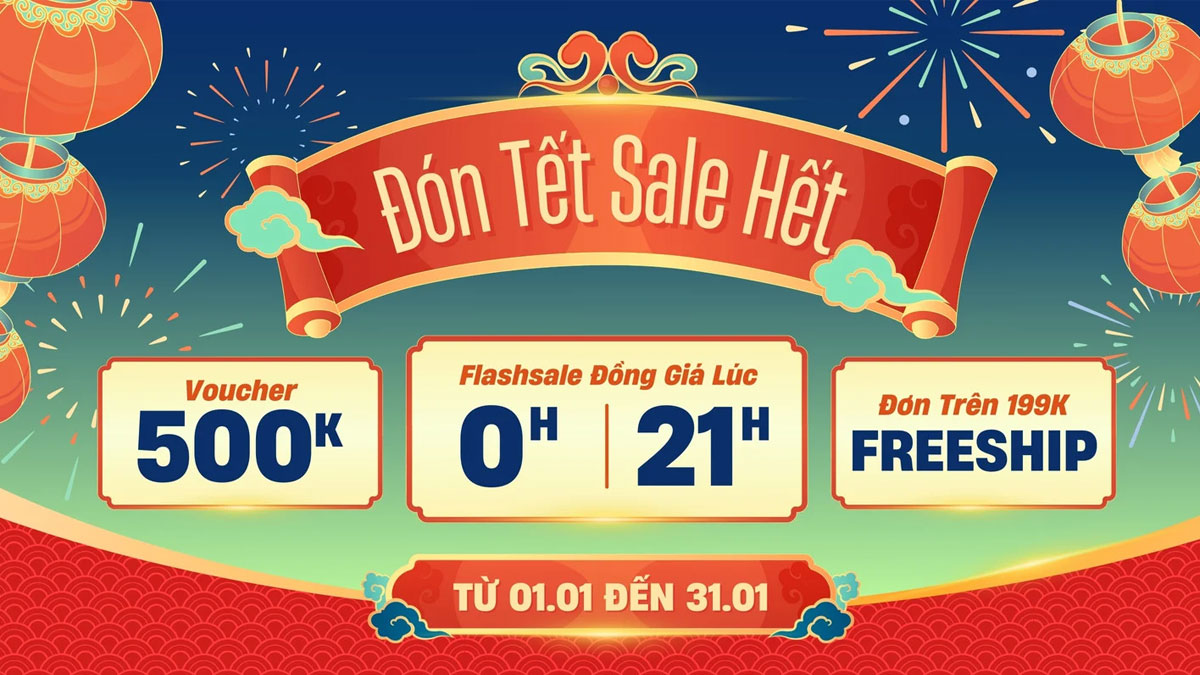 Đón Tết Sale Hết
Voucher
500K
Flashsale Đồng Giá Lúc
0H | 21H
Đơn Trên 199K
FREESHIP
TỪ 01.01 ĐẾN 31.01